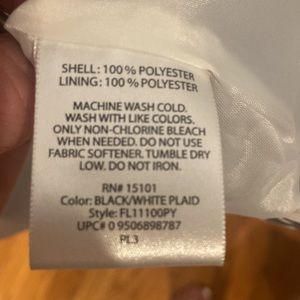 SHELL: 100% POLYESTER
LINING: 100% POLYESTER
MACHINE WASH COLD.
WASH WITH LIKE COLORS.
ONLY NON-CHLORINE BLEACH
WHEN NEEDED. DO NOT USE
FABRIC SOFTENER. TUMBLE DRY
LOW. DO NOT IRON.
RN# 15101
Color: BLACK/WHITE PLAID
Style: FL11100PY
UPC# 0 9506898787
PL3